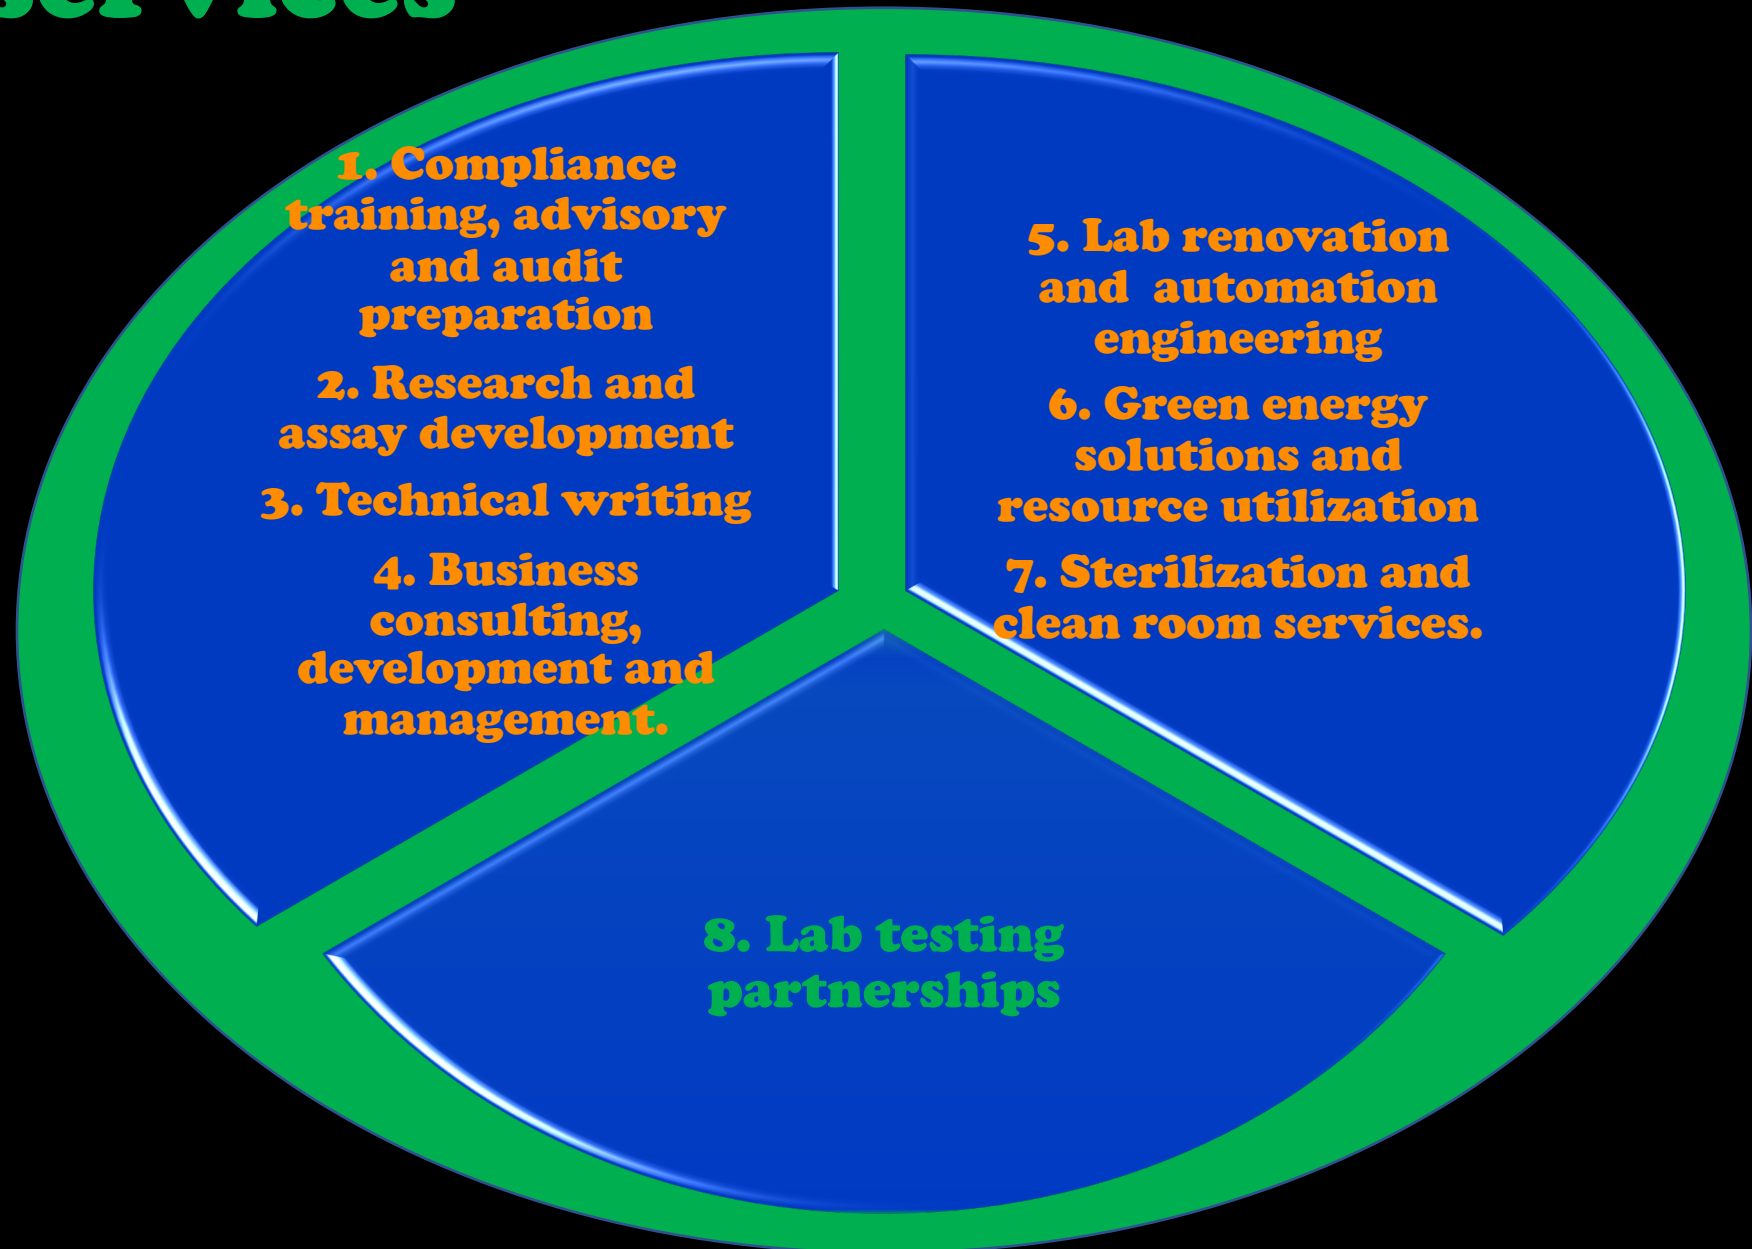 services
1. Compliance
training, advisory
and audit
preparation
2. Research and
assay development
3. Technical writing
4. Business
consulting,
development and
management.
5. Lab renovation
and  automation
engineering
6. Green energy
solutions and
resource utilization
7. Sterilization and
clean room services.
8. Lab testing
partnerships